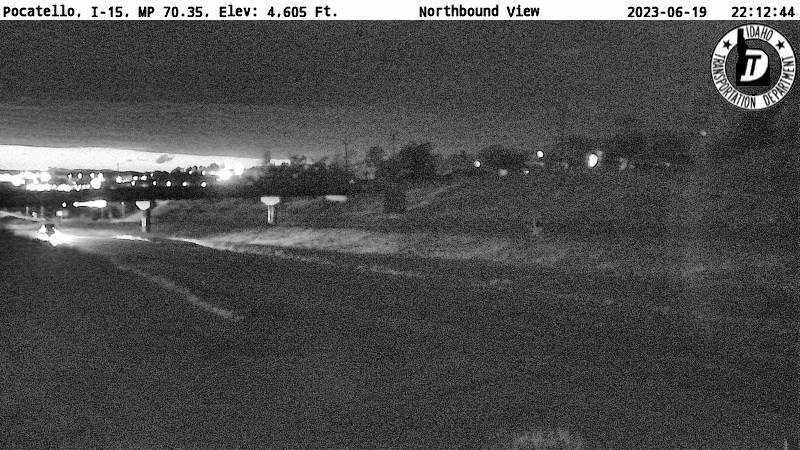 Pocatello, I-15, MP 70.35, Elev: 4,605 Ft. Northbound View 2023-06-19 22:12:44
IDAHO
TRANSPORTATION DEPARTMENT